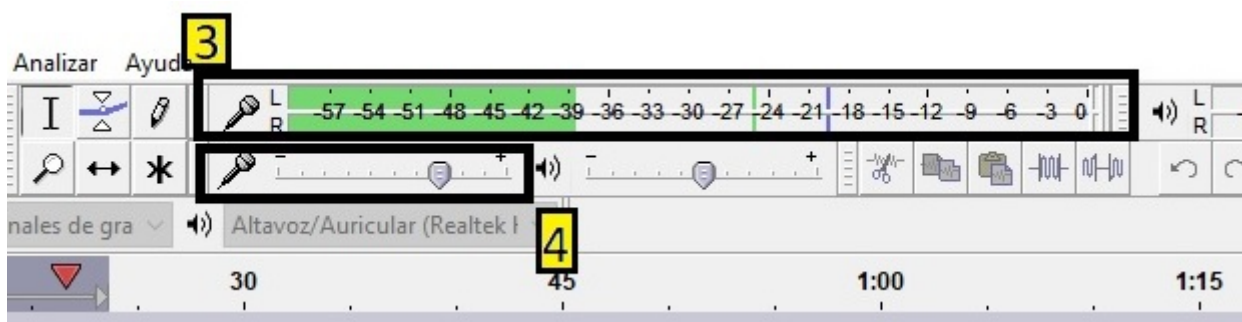 3
Analizar Ayuda
L -57 -54 -51 -48 -45 -42 -39 -36 -33 -30 -27 -24 -21 -18 -15 -12 -9 -6 -3 0 L
R R
- + - +
nales de gra Altavoz/Auricular (Realtek
4
30 45 1:00 1:15